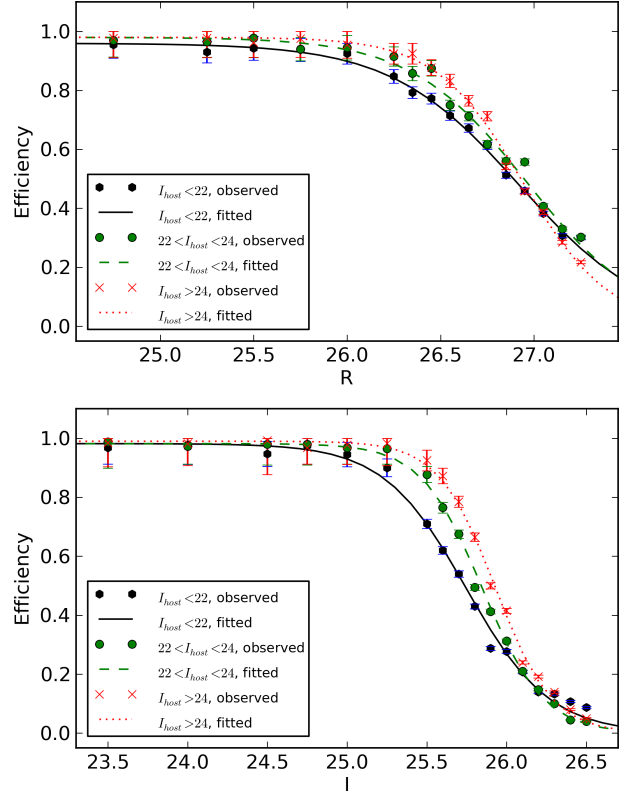 1.0
0.8
0.6
0.4
0.2
0.0
Efficiency
I_host<22, observed
I_host<22, fitted
22<I_host<24, observed
22<I_host<24, fitted
I_host>24, observed
I_host>24, fitted
25.0 25.5 26.0 26.5 27.0
R
1.0
0.8
0.6
0.4
0.2
0.0
Efficiency
I_host<22, observed
I_host<22, fitted
22<I_host<24, observed
22<I_host<24, fitted
I_host>24, observed
I_host>24, fitted
23.5 24.0 24.5 25.0 25.5 26.0 26.5
I